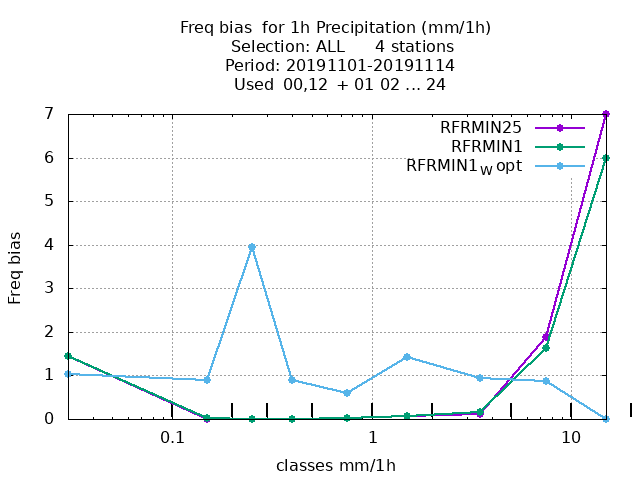 Freq bias  for 1h Precipitation (mm/1h)
Selection: ALL      4 stations
Period: 20191101-20191114
Used  00,12  + 01 02 ... 24
RFRMIN25
RFRMIN1
RFRMIN1W opt
7
6
5
4
3
2
1
0
Freq bias
0.1 1 10
classes mm/1h